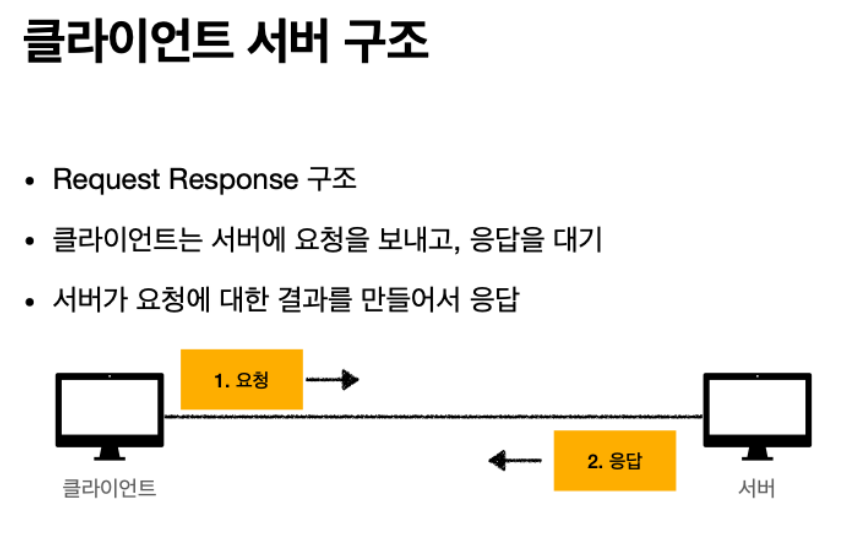 클라이언트 서버 구조
• Request Response 구조
• 클라이언트는 서버에 요청을 보내고, 응답을 대기
• 서버가 요청에 대한 결과를 만들어서 응답
1. 요청
2. 응답
클라이언트
서버